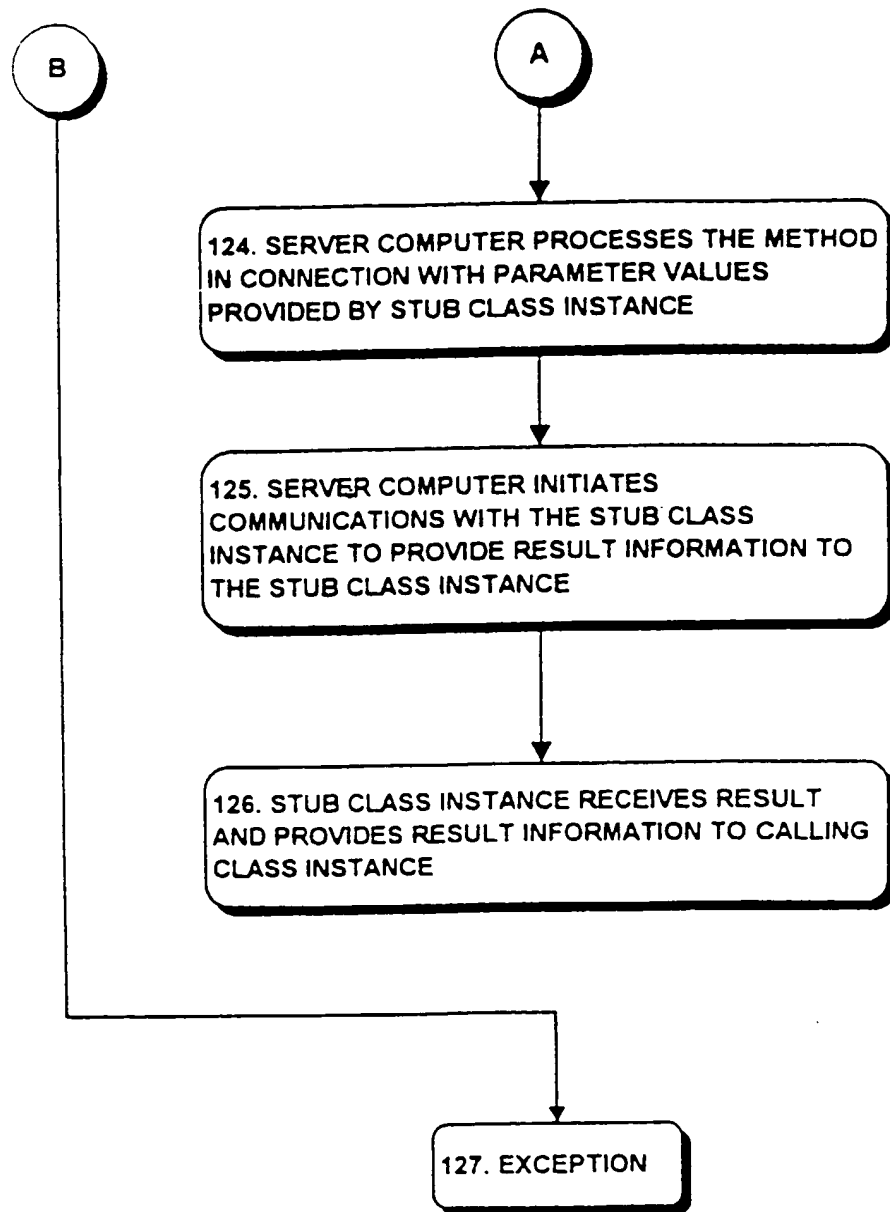 B
A
124. SERVER COMPUTER PROCESSES THE METHOD
IN CONNECTION WITH PARAMETER VALUES
PROVIDED BY STUB CLASS INSTANCE
125. SERVER COMPUTER INITIATES
COMMUNICATIONS WITH THE STUB CLASS
INSTANCE TO PROVIDE RESULT INFORMATION TO
THE STUB CLASS INSTANCE
126. STUB CLASS INSTANCE RECEIVES RESULT
AND PROVIDES RESULT INFORMATION TO CALLING
CLASS INSTANCE
127. EXCEPTION